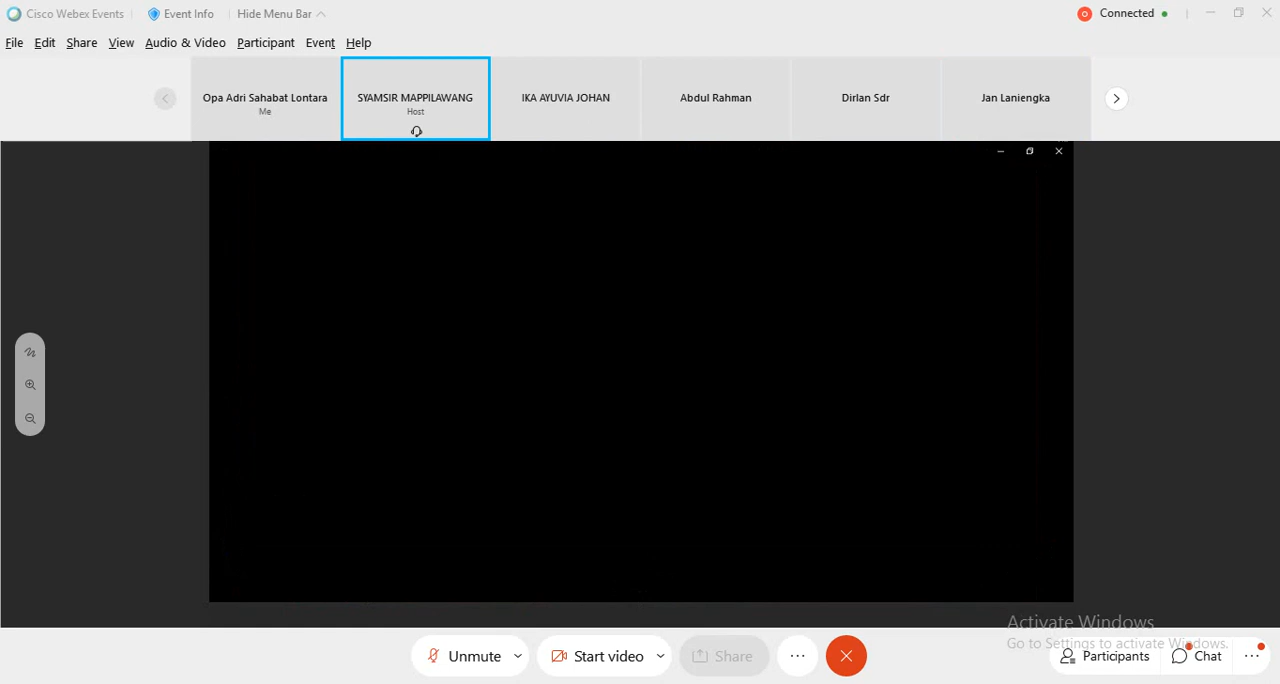 Cisco Webex Events Event Info Hide Menu Bar Connected
File Edit Share View Audio & Video Participant Event Help
Opa Adri Sahabat Lontara
Me
SYAMSIR MAPPILAWANG
Host
IKA AYUVIA JOHAN
Abdul Rahman
Dirlan Sdr
Jan Laniengka
Activate Windows
Go to Settings to activate Windows.
Unmute Start video Share Participants Chat